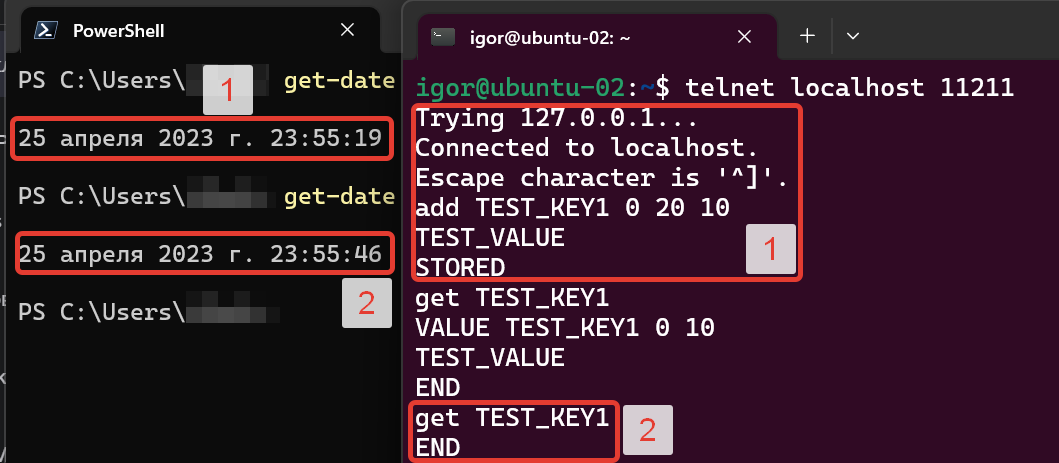 PowerShell
PS C:\Users\ get-date
1
25 апреля 2023 г. 23:55:19
PS C:\Users\ get-date
25 апреля 2023 г. 23:55:46
2
PS C:\Users\
igor@ubuntu-02: ~
igor@ubuntu-02:~$ telnet localhost 11211
Trying 127.0.0.1...
Connected to localhost.
Escape character is '^]'.
add TEST_KEY1 0 20 10
TEST_VALUE
1
STORED
get TEST_KEY1
VALUE TEST_KEY1 0 10
TEST_VALUE
END
get TEST_KEY1
2
END